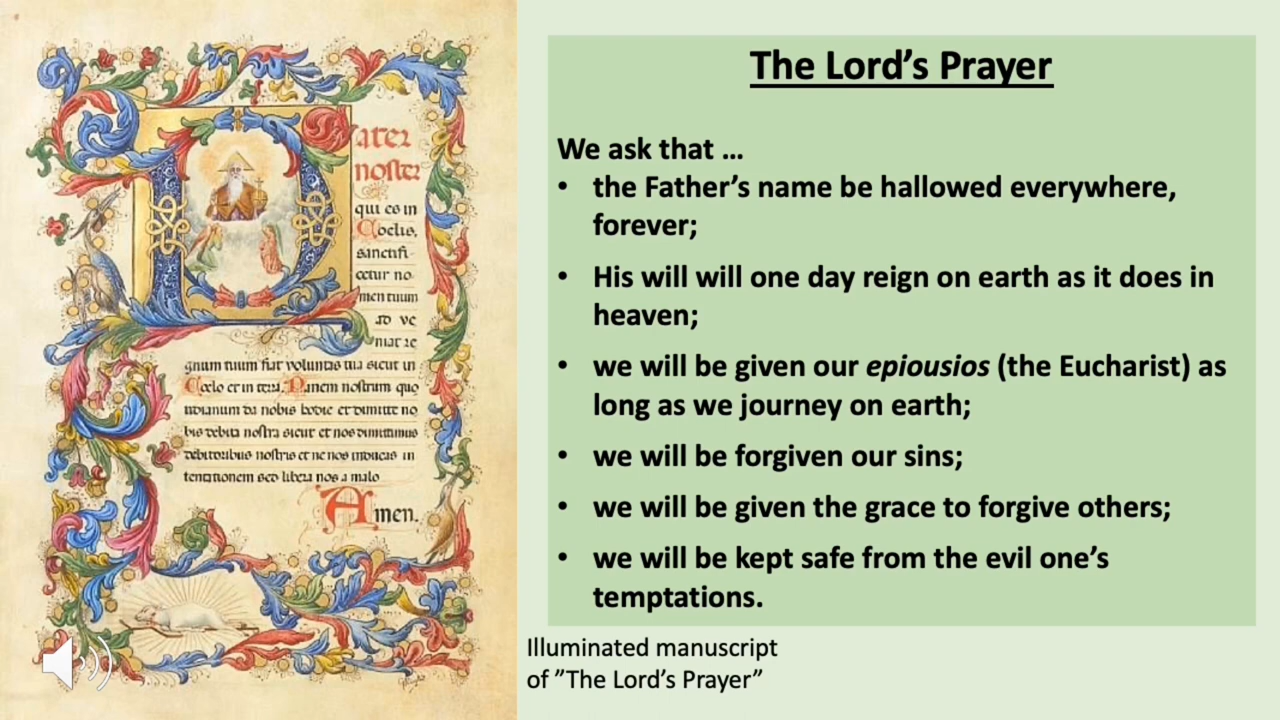 Pater
noster
qui es in
Coelis,
sanctifi-
cetur no
men tuum
AD VE
niat re
gnum tuum fiat voluntas tua sicut in
Coelo et in terra. Panem nostrum quo
tidianum da nobis hodie et dimitte no
bis debita nostra sicut et nos dimittimus
debitoribus nostris et ne nos inducas in
tentationem sed libera nos a malo
Amen.
The Lord’s Prayer
We ask that …
• the Father’s name be hallowed everywhere,
forever;
• His will will one day reign on earth as it does in
heaven;
• we will be given our epiousios (the Eucharist) as
long as we journey on earth;
• we will be forgiven our sins;
• we will be given the grace to forgive others;
• we will be kept safe from the evil one’s
temptations.
Illuminated manuscript
of ”The Lord’s Prayer”